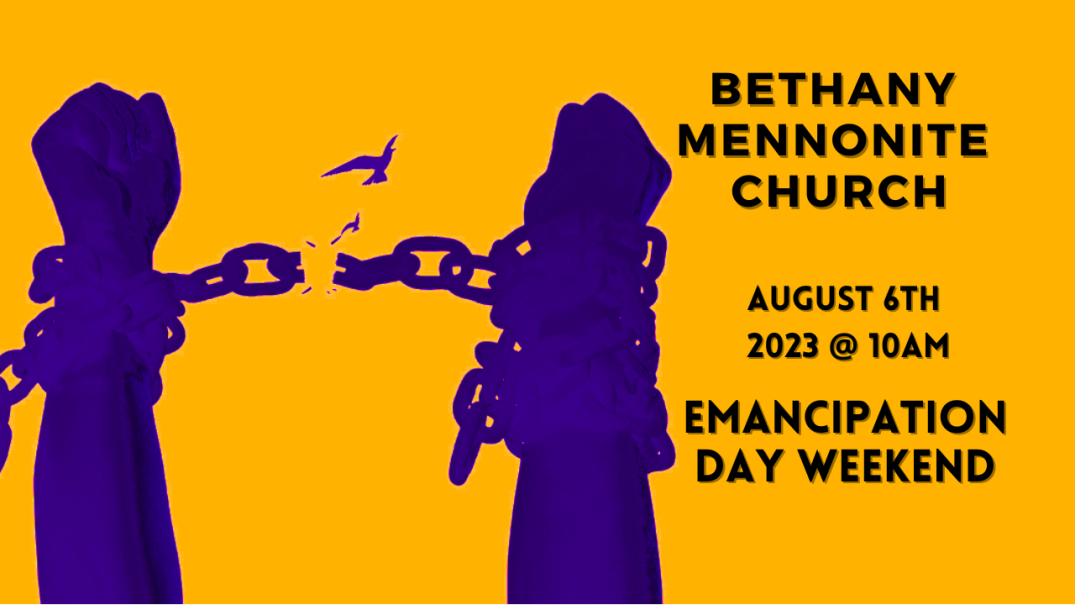 BETHANY
MENNONITE
CHURCH
AUGUST 6TH
2023 @ 10AM
EMANCIPATION
DAY WEEKEND